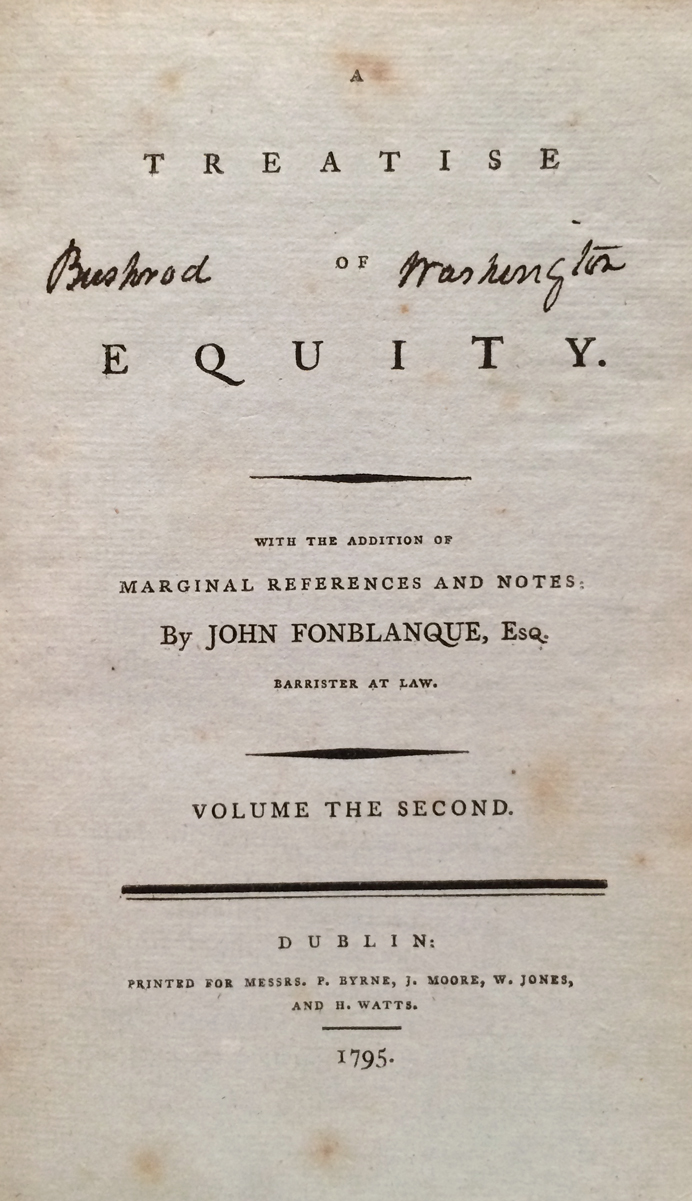 A
TREATISE
Bushrod OF Washington
EQUITY.
WITH THE ADDITION OF
MARGINAL REFERENCES AND NOTES:
By JOHN FONBLANQUE, Esq.
BARRISTER AT LAW.
VOLUME THE SECOND.
DUBLIN:
PRINTED FOR MESSRS. P. BYRNE, J. MOORE, W. JONES,
AND H. WATTS.
1795.